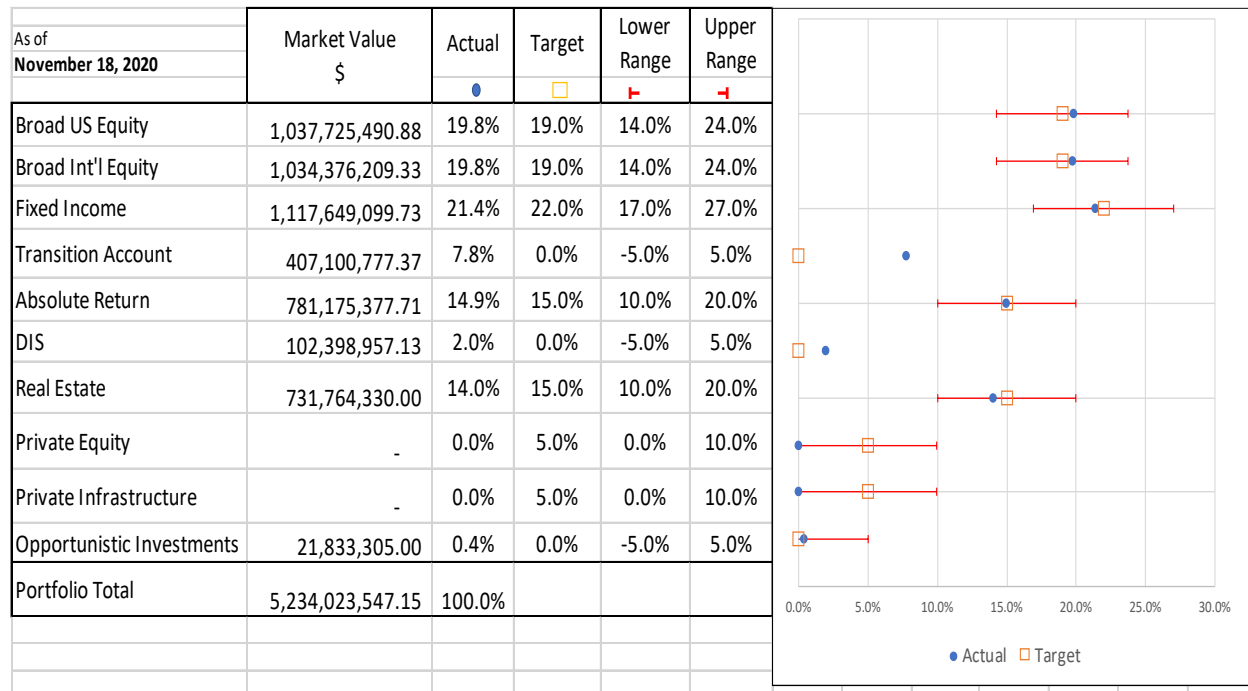 As of
November 18, 2020
Market Value
$
Actual
Target
Lower
Range
Upper
Range
Broad US Equity 1,037,725,490.88 19.8% 19.0% 14.0% 24.0%
Broad Int'l Equity 1,034,376,209.33 19.8% 19.0% 14.0% 24.0%
Fixed Income 1,117,649,099.73 21.4% 22.0% 17.0% 27.0%
Transition Account 407,100,777.37 7.8% 0.0% -5.0% 5.0%
Absolute Return 781,175,377.71 14.9% 15.0% 10.0% 20.0%
DIS 102,398,957.13 2.0% 0.0% -5.0% 5.0%
Real Estate 731,764,330.00 14.0% 15.0% 10.0% 20.0%
Private Equity - 0.0% 5.0% 0.0% 10.0%
Private Infrastructure - 0.0% 5.0% 0.0% 10.0%
Opportunistic Investments 21,833,305.00 0.4% 0.0% -5.0% 5.0%
Portfolio Total 5,234,023,547.15 100.0%
0.0% 5.0% 10.0% 15.0% 20.0% 25.0% 30.0%
Actual Target